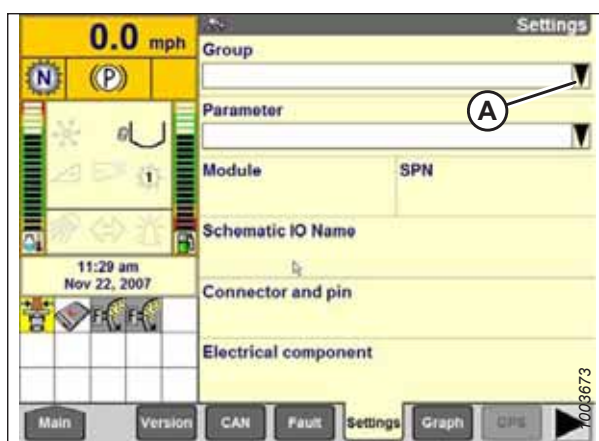 Settings
0.0 mph
Group
N
(P)
A
Parameter
1
Module SPN
Schematic IO Name
11:29 am
Nov 22, 2007
Connector and pin
F F
Electrical component
1003673
Main Version CAN Fault Settings Graph GPS